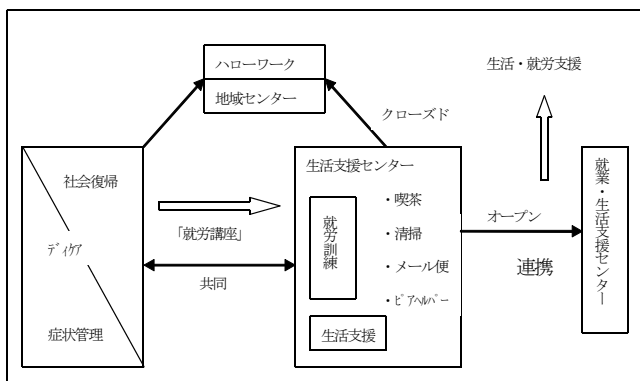 ハローワーク
地域センター
生活・就労支援
クローズド
社会復帰
ﾃﾞｨｹｱ
症状管理
「就労講座」
共同
生活支援センター
就労訓練
・喫茶
・清掃
・メール便
・ﾋﾟｱﾍﾙﾊﾟｰ
生活支援
オープン
連携
就業・生活支援センター